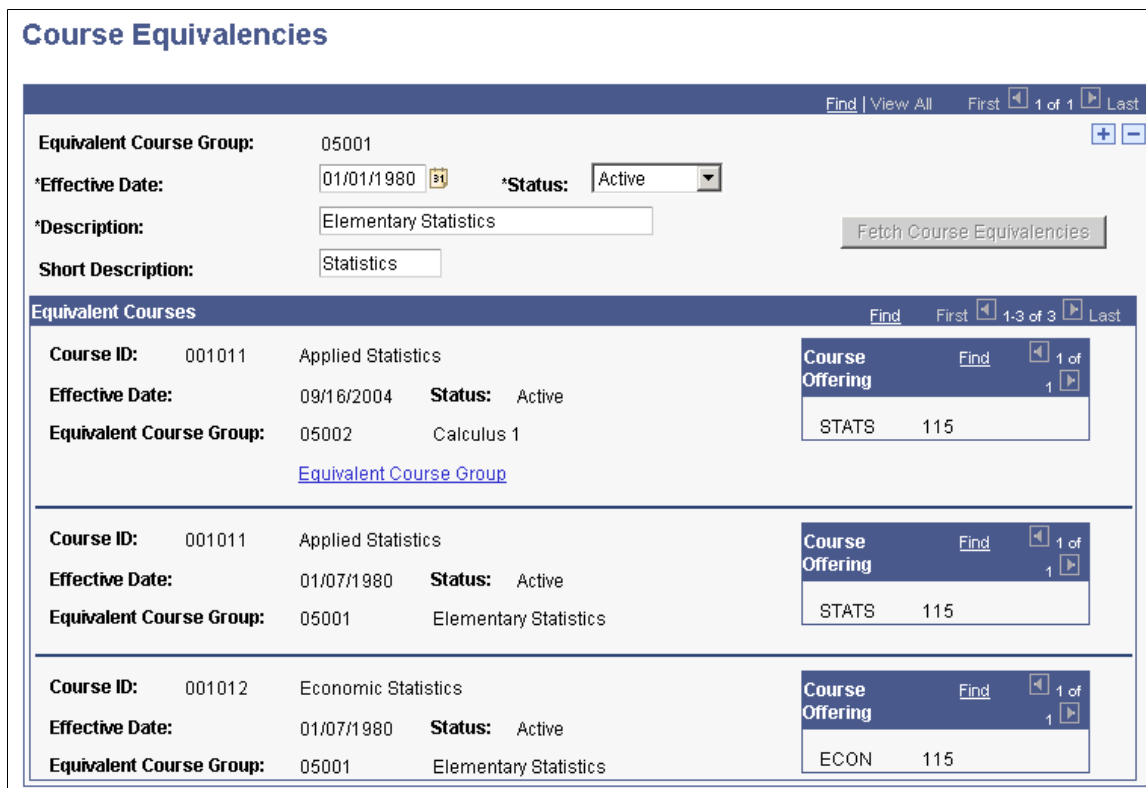 Course Equivalencies
Find | View All First 1 of 1 Last
Equivalent Course Group: 05001
*Effective Date: 01/01/1980 31 *Status: Active
*Description: Elementary Statistics
Fetch Course Equivalencies
Short Description: Statistics
Equivalent Courses Find First 1-3 of 3 Last
Course ID: 001011 Applied Statistics
Effective Date: 09/16/2004 Status: Active
Equivalent Course Group: 05002 Calculus 1
Equivalent Course Group
Course Find 1 of
Offering 1
STATS 115
Course ID: 001011 Applied Statistics
Effective Date: 01/07/1980 Status: Active
Equivalent Course Group: 05001 Elementary Statistics
Course Find 1 of
Offering 1
STATS 115
Course ID: 001012 Economic Statistics
Effective Date: 01/07/1980 Status: Active
Equivalent Course Group: 05001 Elementary Statistics
Course Find 1 of
Offering 1
ECON 115